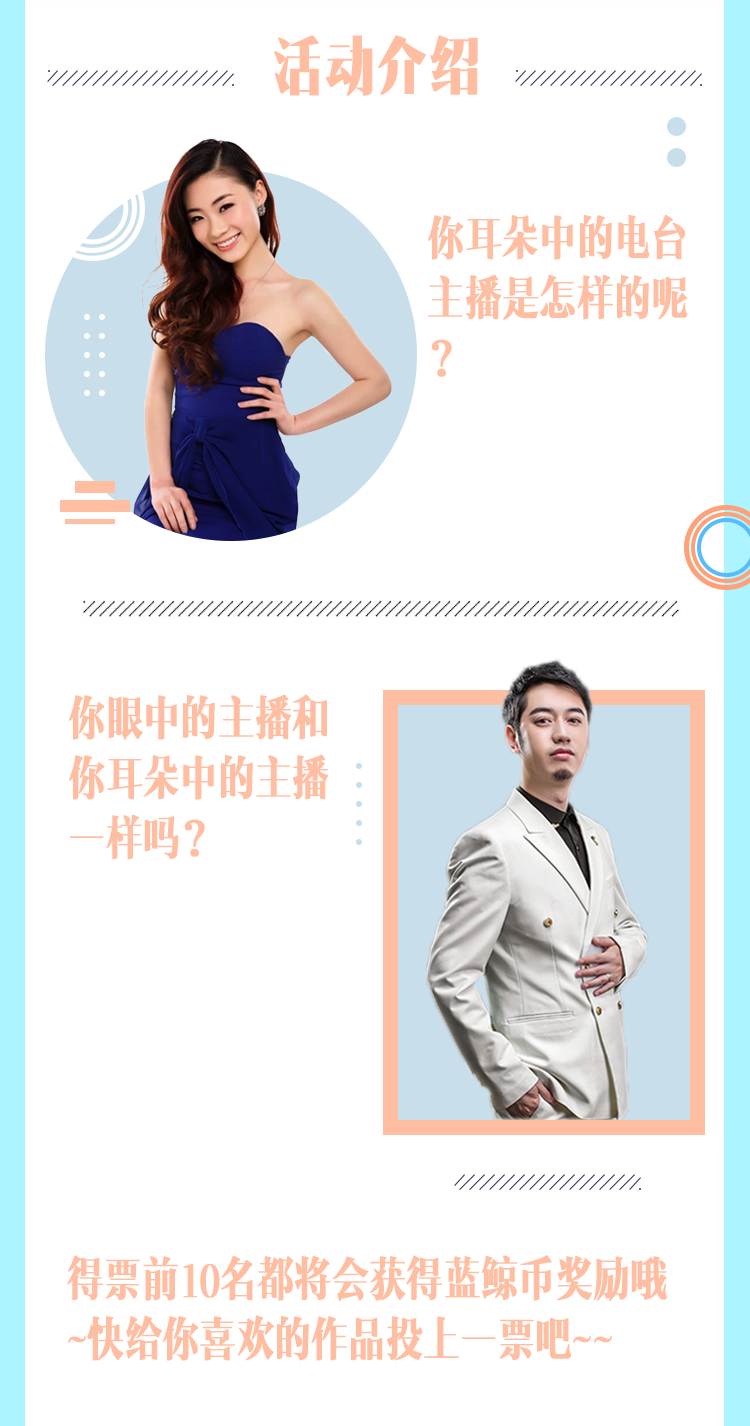 活动介绍
你耳朵中的电台
主播是怎样的呢
？
你眼中的主播和
你耳朵中的主播
一样吗？
得票前10名都将会获得蓝鲸币奖励哦
~快给你喜欢的作品投上一票吧~~